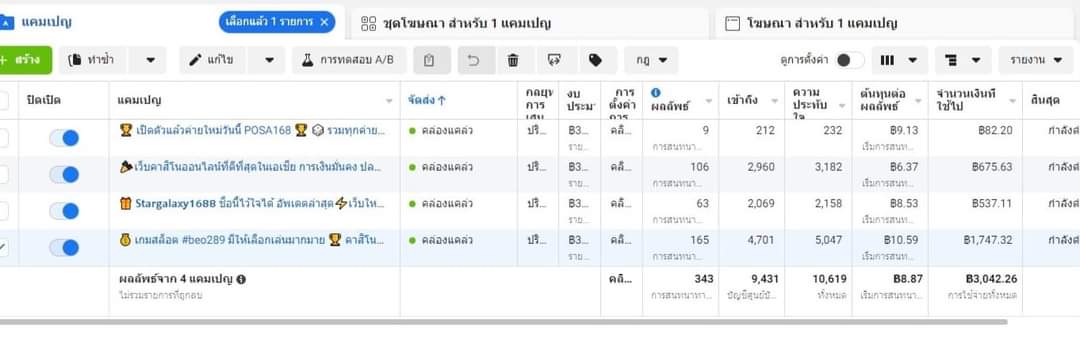 แคมเปญ
เลือกแล้ว 1 รายการ ×
ชุดโฆษณา สำหรับ 1 แคมเปญ
โฆษณา สำหรับ 1 แคมเปญ
+ สร้าง
ทำซ้ำ
แก้ไข
การทดสอบ A/B
กฎ
ดูการตั้งค่า
รายงาน
ปิดเปิด
แคมเปญ
จัดส่ง ↑
กลยุท
การ
งบ
ประมา
การ
ตั้งค่า
การ
ผลลัพธ์
เข้าถึง
ความ
ประทับ
ใจ
ต้นทุนต่อ
ผลลัพธ์
จำนวนเงินที่
ใช้ไป
สิ้นสุด
🏆 เปิดตัวแล้วค่ายใหม่วันนี้ POSA168 🏆 🎲 รวมทุกค่าย...
คล่องแคล่ว
ปริ...
฿3...
ราย...
คลิ...
9
การสนทนา...
212
232
฿9.13
เริ่มการสนท...
฿82.20
กำลังดำ
🎉เว็บคาสิโนออนไลน์ที่ดีที่สุดในเอเชีย การเงินมั่นคง ปล...
คล่องแคล่ว
ปริ...
฿3...
ราย...
คลิ...
106
การสนทนา...
2,960
3,182
฿6.37
เริ่มการสนท...
฿675.63
กำลังดำ
🎁 Stargalaxy1688 ชื่อนี้ไว้ใจได้ อัพเดตล่าสุด⚡เว็บให...
คล่องแคล่ว
ปริ...
฿3...
ราย...
คลิ...
63
การสนทนา...
2,069
2,158
฿8.53
เริ่มการสนท...
฿537.11
กำลังดำ
💰 เกมสล็อต #beo289 มีให้เลือกเล่นมากมาย 🏆 คาสิโน...
คล่องแคล่ว
ปริ...
฿3...
ราย...
คลิ...
165
การสนทนา...
4,701
5,047
฿10.59
เริ่มการสนท...
฿1,747.32
กำลังดำ
ผลลัพธ์จาก 4 แคมเปญ
ไม่รวมรายการที่ถูกลบ
คลิ...
343
การสนทนาทา...
9,431
บัญชีศูนย์บั...
10,619
ทั้งหมด
฿8.87
เริ่มการสนทน...
฿3,042.26
การใช้จ่ายทั้งหมด